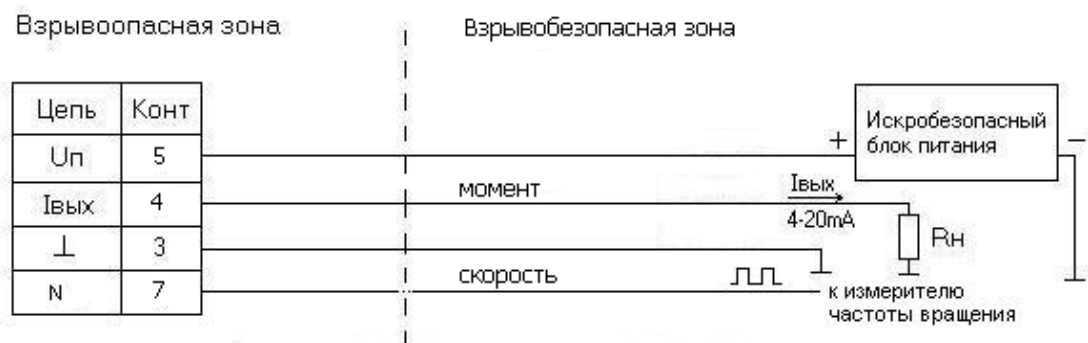 Взрывоопасная зона
Взрывобезопасная зона
Цепь Конт
Uп 5
Iвых 4
⊥ 3
N 7
момент
скорость
Iвых
4-20mA
+
Искробезопасный
блок питания
−
Rн
к измерителю
частоты вращения